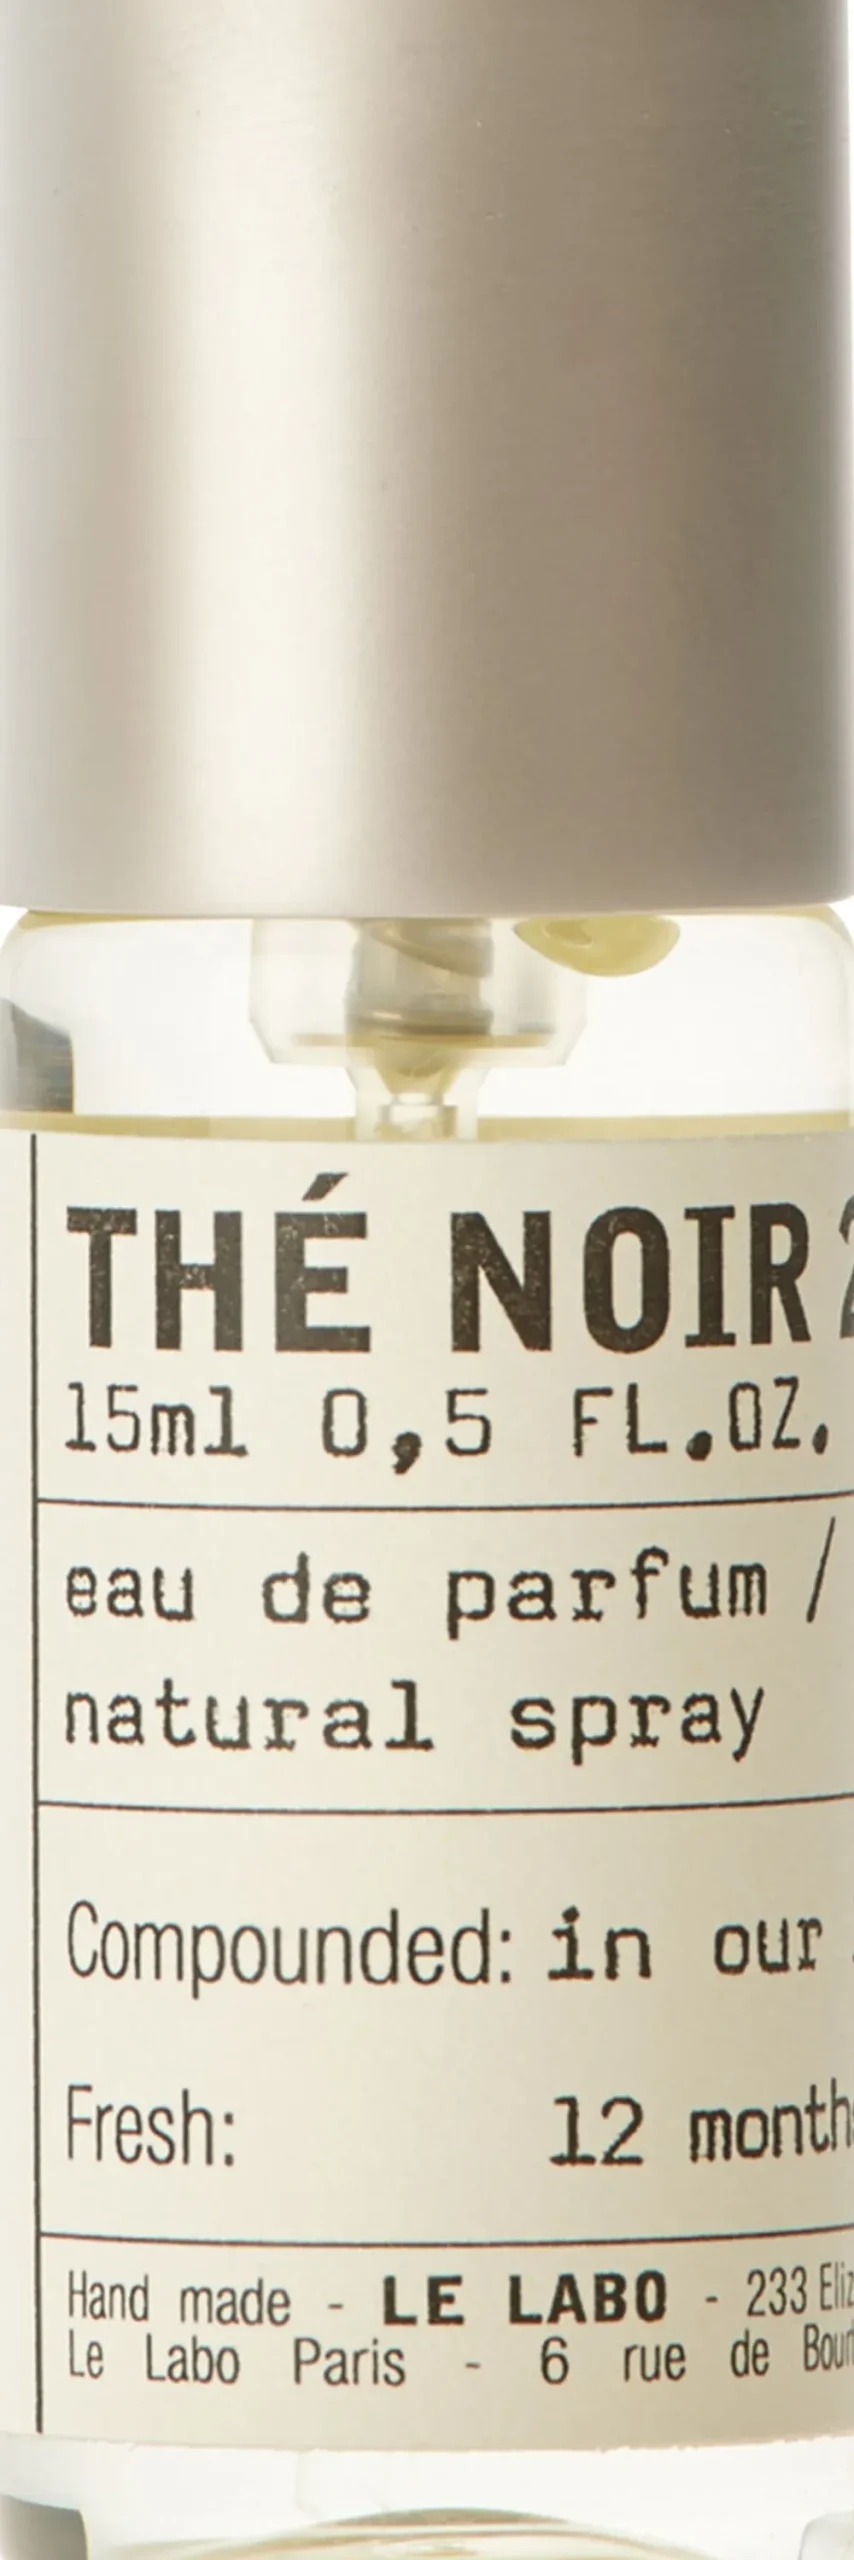 THÉ NOIR
15ml 0,5 FL.OZ.
eau de parfum /
natural spray
Compounded: in our
Fresh: 12 months
Hand made - LE LABO - 233
Le Labo Paris - 6 rue de